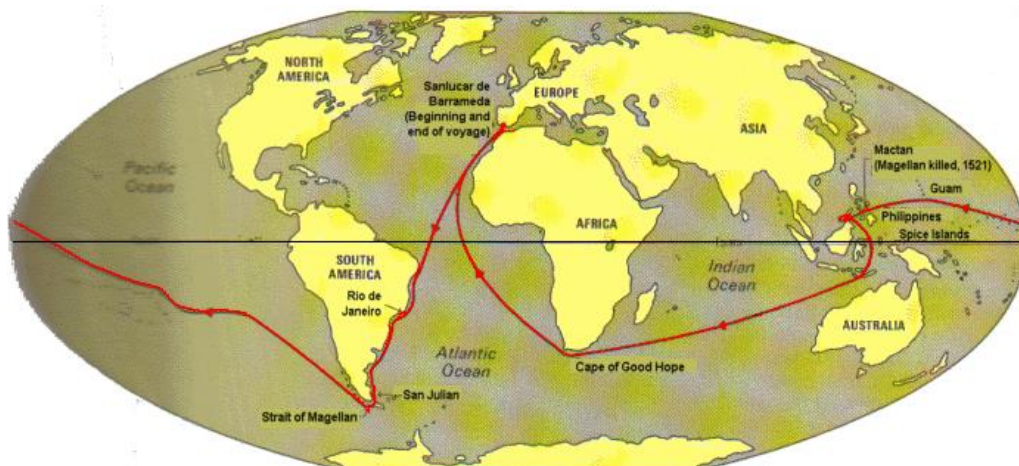 NORTH
AMERICA
Sanlucar de
Barrameda
(Beginning and
end of voyage)
EUROPE
ASIA
Pacific
Ocean
Mactan
(Magellan killed, 1521)
Guam
AFRICA
Philippines
Spice Islands
SOUTH
AMERICA
Indian
Ocean
Rio de
Janeiro
AUSTRALIA
Atlantic
Ocean
Cape of Good Hope
San Julian
Strait of Magellan